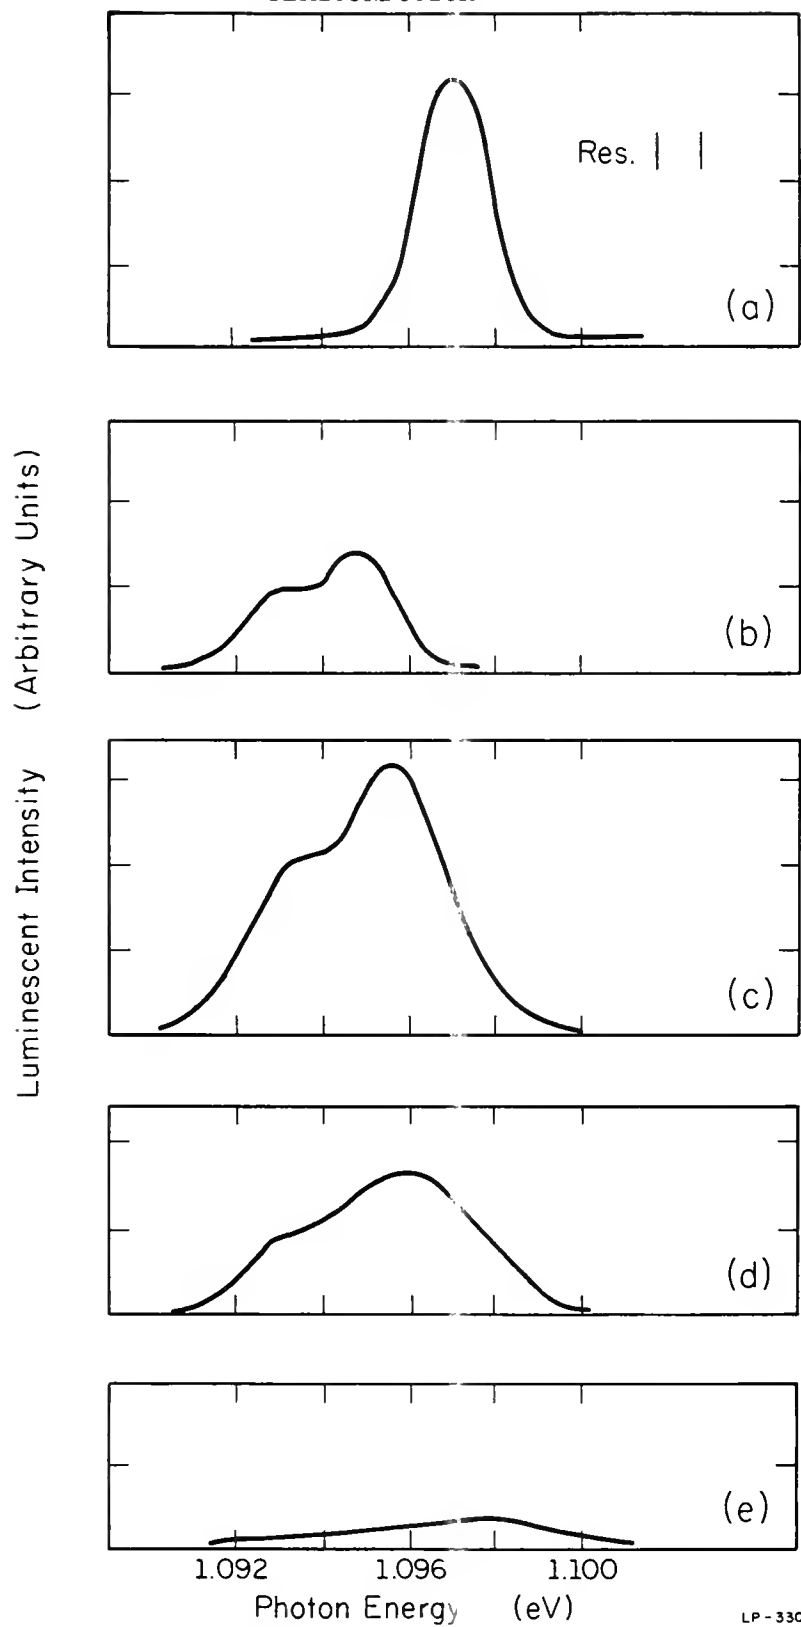 Res.
(a)
(b)
(c)
(d)
(e)
Luminescent Intensity (Arbitrary Units)
1.092 1.096 1.100
Photon Energy (eV)